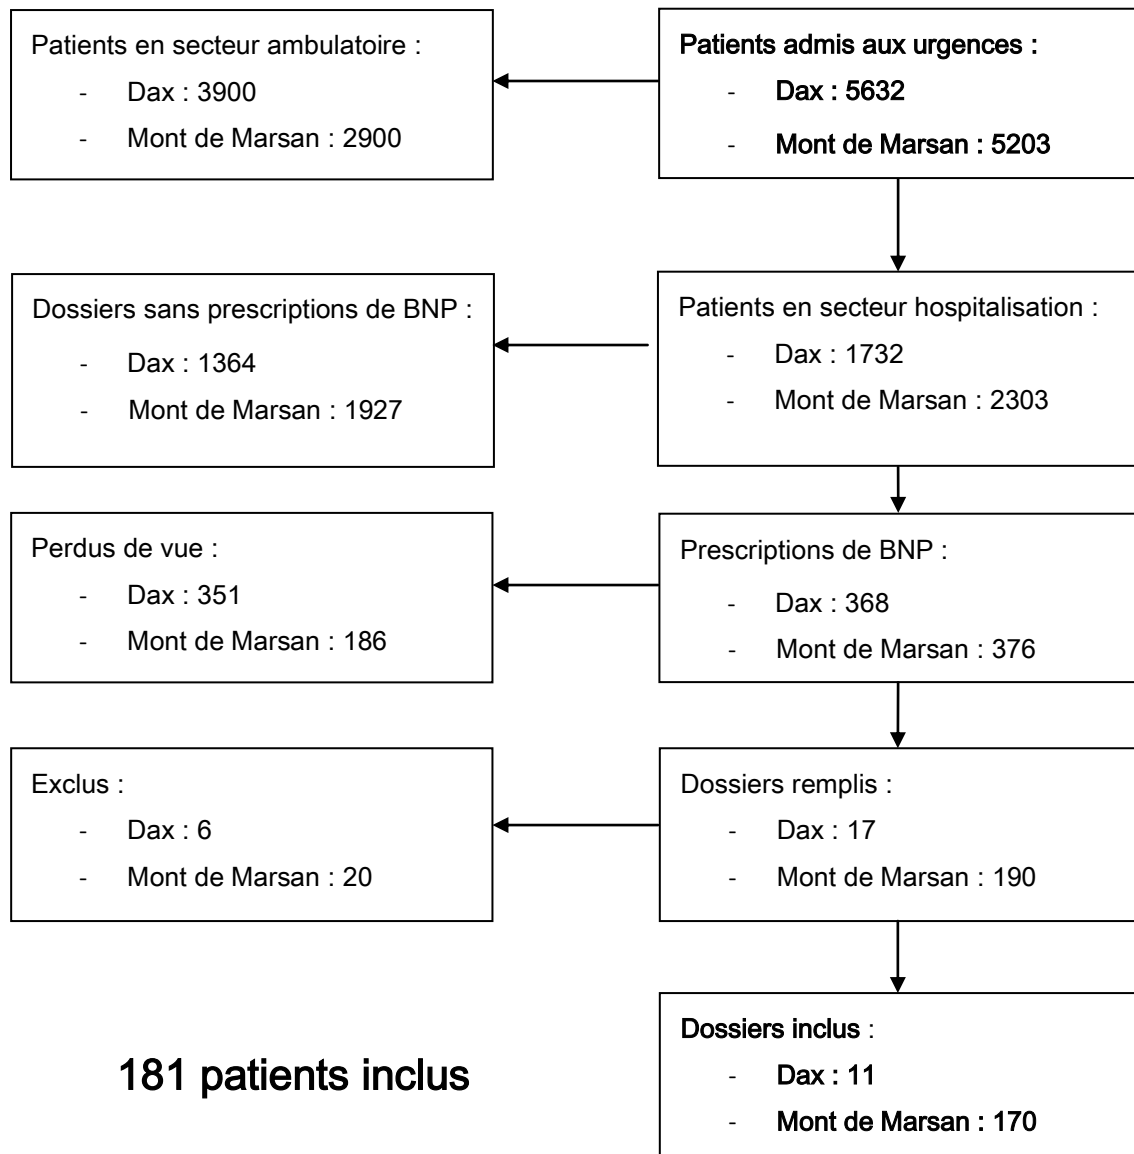 Patients en secteur ambulatoire :
- Dax : 3900
- Mont de Marsan : 2900
Patients admis aux urgences :
- Dax : 5632
- Mont de Marsan : 5203
Dossiers sans prescriptions de BNP :
- Dax : 1364
- Mont de Marsan : 1927
Patients en secteur hospitalisation :
- Dax : 1732
- Mont de Marsan : 2303
Perdus de vue :
- Dax : 351
- Mont de Marsan : 186
Prescriptions de BNP :
- Dax : 368
- Mont de Marsan : 376
Exclus :
- Dax : 6
- Mont de Marsan : 20
Dossiers remplis :
- Dax : 17
- Mont de Marsan : 190
181 patients inclus
Dossiers inclus :
- Dax : 11
- Mont de Marsan : 170